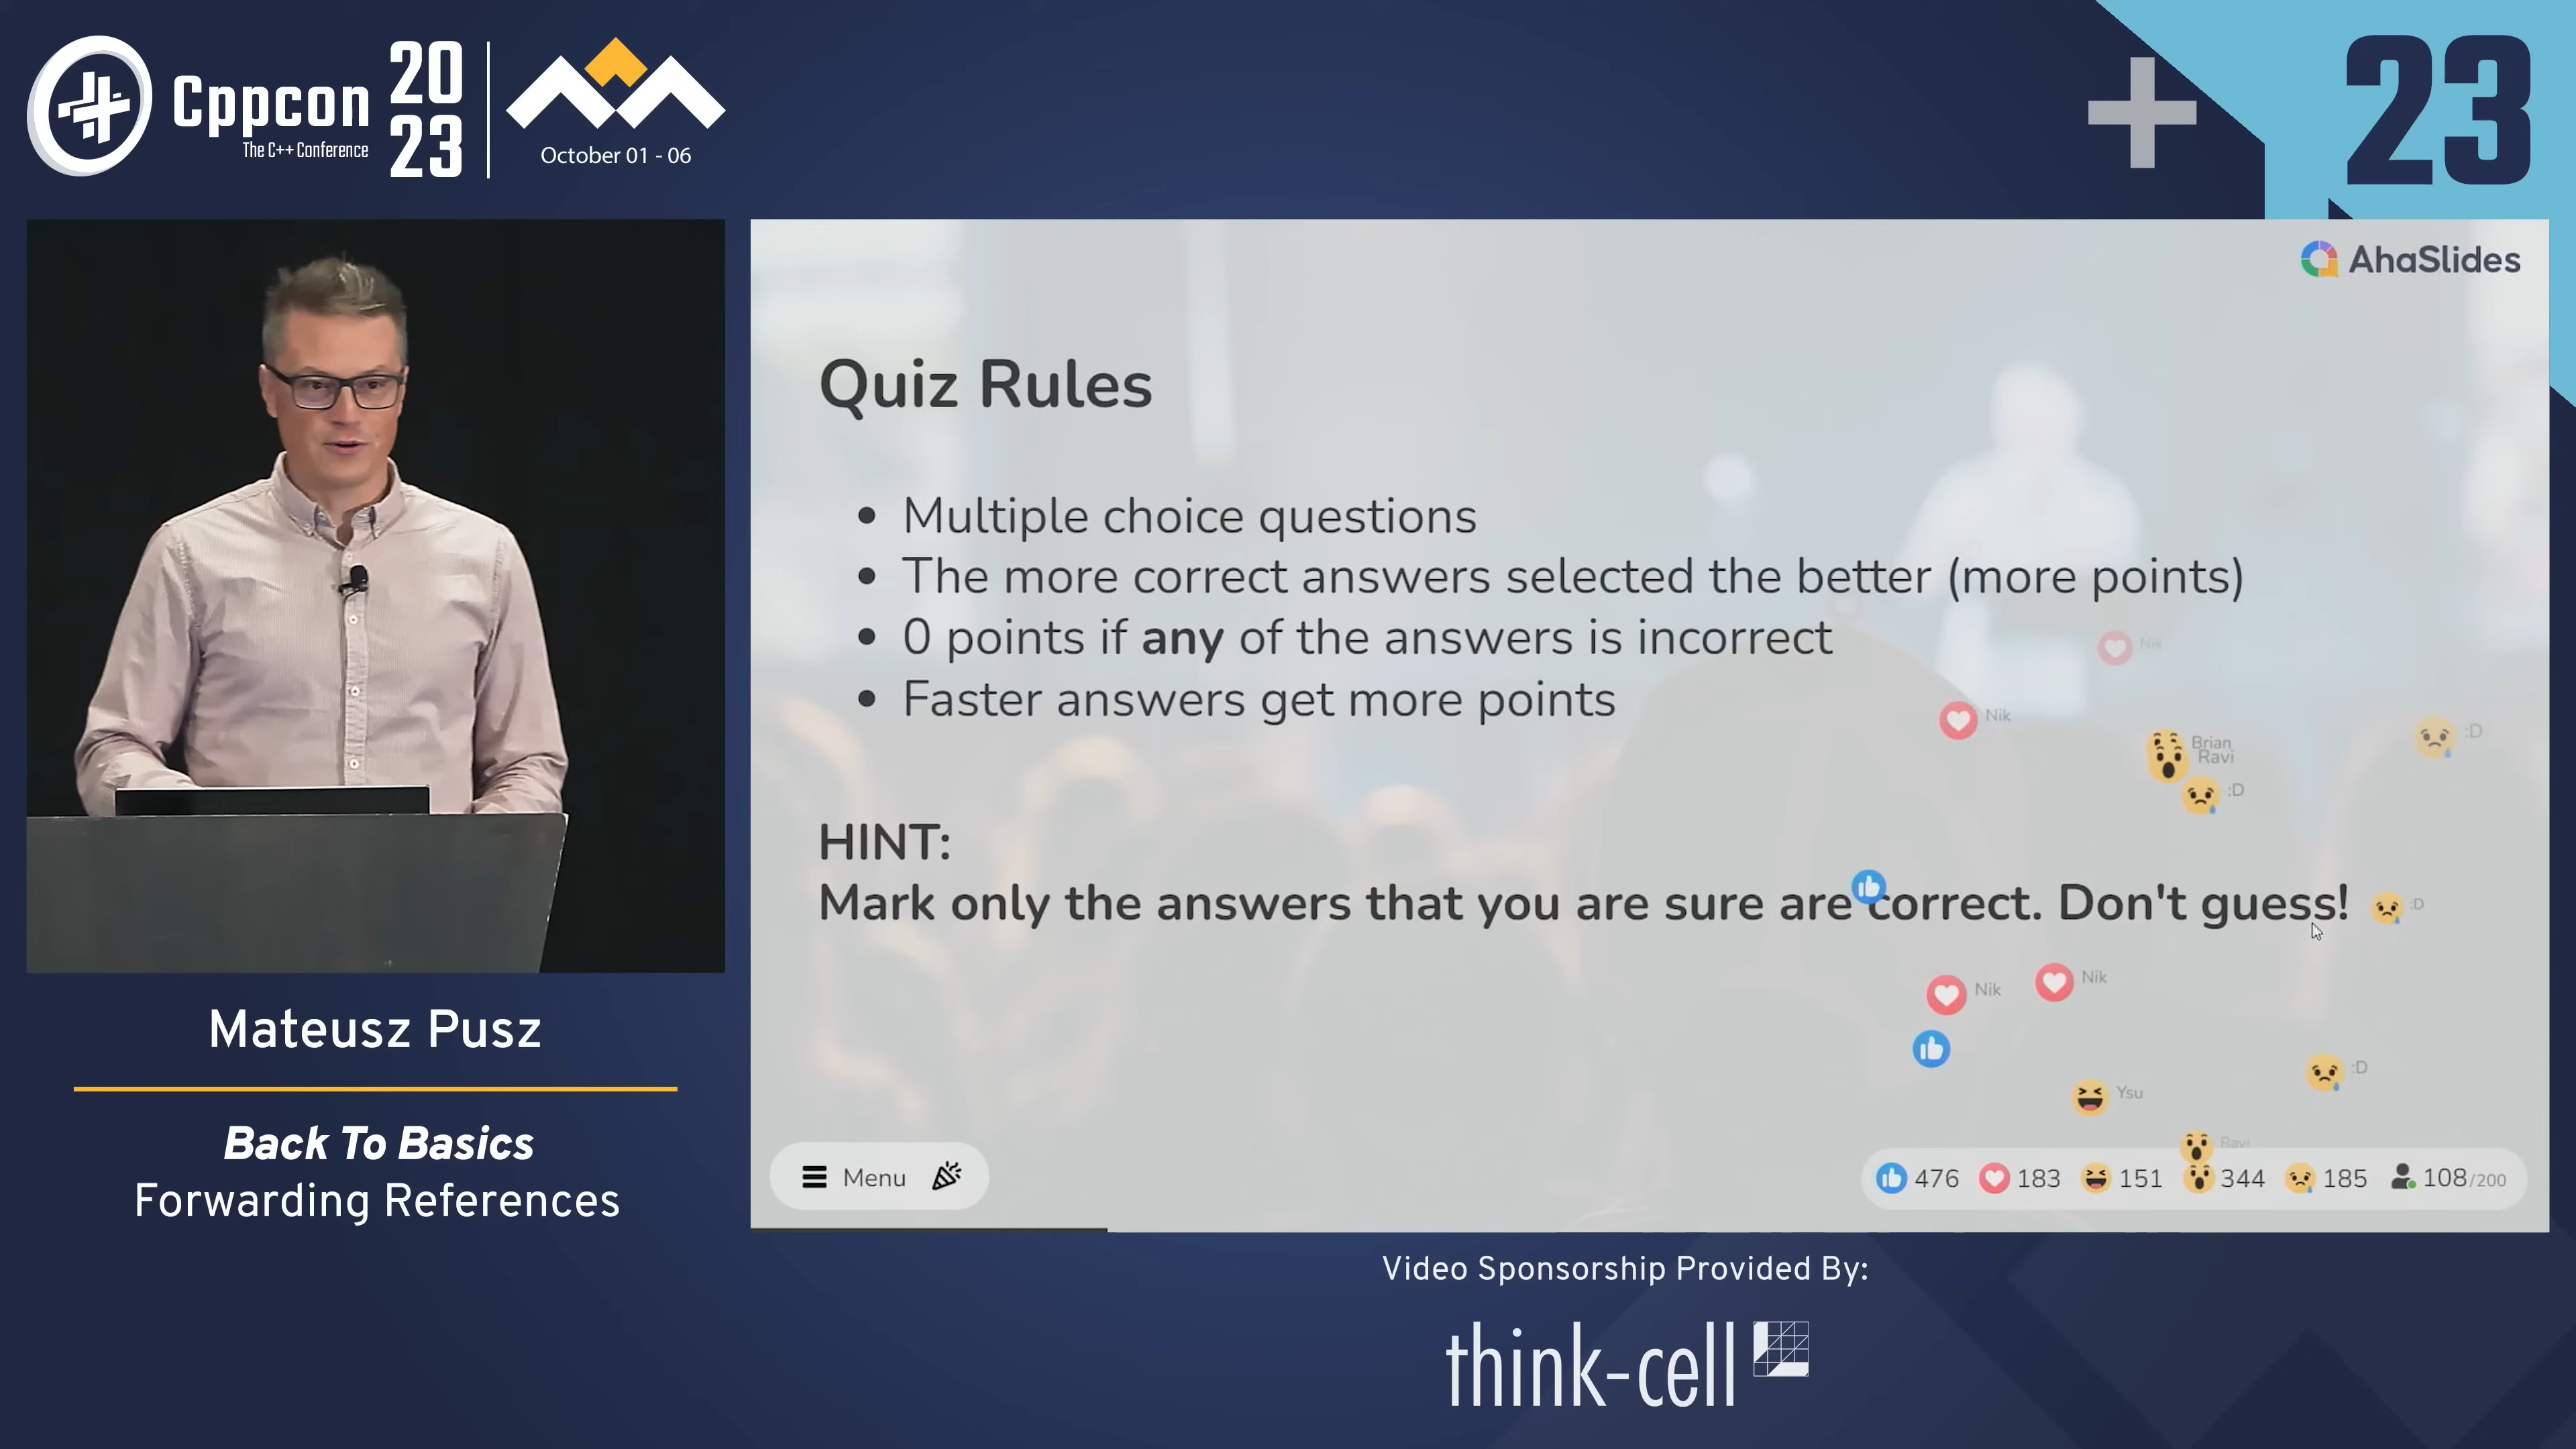 Cppcon
The C++ Conference
20
23
October 01 - 06
23
AhaSlides
Quiz Rules
Multiple choice questions
The more correct answers selected the better (more points)
0 points if any of the answers is incorrect
Faster answers get more points
HINT:
Mark only the answers that you are sure are correct. Don't guess!
Nik
Nik
Brian
Ravi
:D
:D
:D
Nik
Nik
:D
Ysu
Ravi
Menu
476 183 151 344 185 108/200
Mateusz Pusz
Back To Basics
Forwarding References
Video Sponsorship Provided By:
think-cell